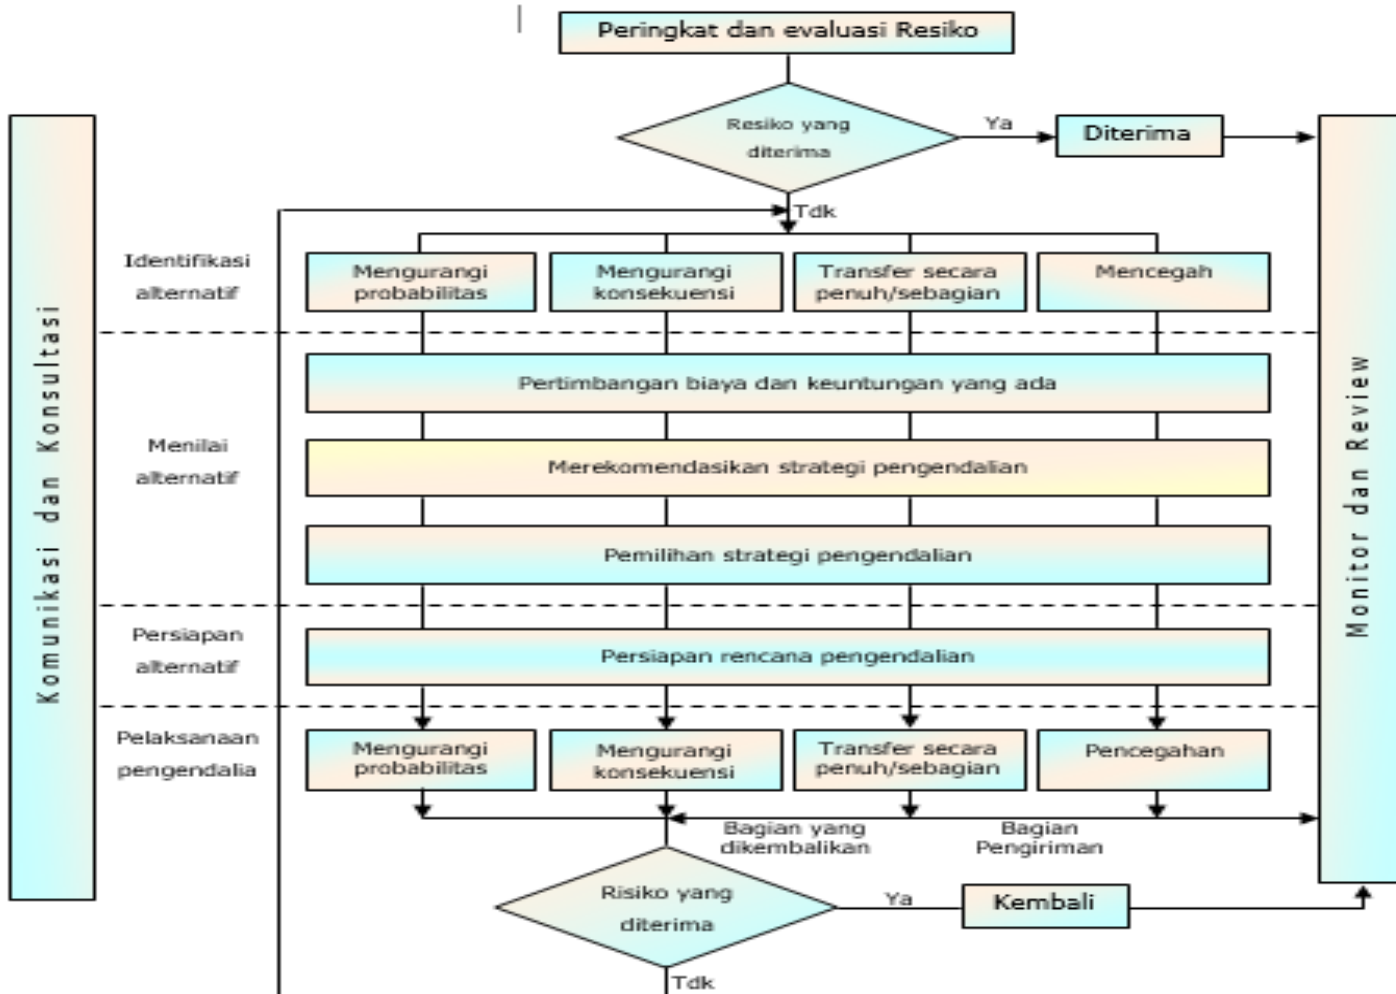 Peringkat dan evaluasi Resiko
Resiko yang
diterima
Ya
Diterima
Tdk
Komunikasi dan Konsultasi
Monitor dan Review
Identifikasi
alternatif
Mengurangi
probabilitas
Mengurangi
konsekuensi
Transfer secara
penuh/sebagian
Mencegah
Menilai
alternatif
Pertimbangan biaya dan keuntungan yang ada
Merekomendasikan strategi pengendalian
Pemilihan strategi pengendalian
Persiapan
alternatif
Persiapan rencana pengendalian
Pelaksanaan
pengendalia
Mengurangi
probabilitas
Mengurangi
konsekuensi
Transfer secara
penuh/sebagian
Pencegahan
Bagian yang
dikembalikan
Bagian
Pengiriman
Risiko yang
diterima
Ya
Kembali
Tdk